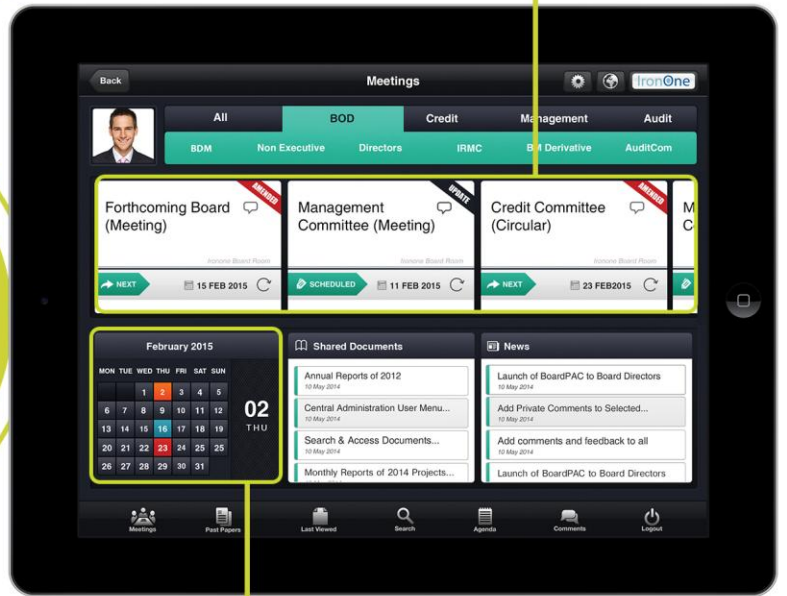 Back
Meetings
IronOne
All
BOD
Credit
Management
Audit
BDM
Non Executive
Directors
IRMC
BM Derivative
AuditCom
AMENDED
Forthcoming Board
(Meeting)
Ironone Board Room
NEXT
15 FEB 2015
UPDATE
Management
Committee (Meeting)
Ironone Board Room
SCHEDULED
11 FEB 2015
AMENDED
Credit Committee
(Circular)
Ironone Board Room
NEXT
23 FEB2015
M
C
February 2015
MON TUE WED THU FRI SAT SUN
1 2 3 4 5
6 7 8 9 10 11 12
13 14 15 16 17 18 19
20 21 22 23 24 25 25
26 27 28 29 30 31
02
THU
Shared Documents
Annual Reports of 2012
10 May 2014
Central Administration User Menu...
10 May 2014
Search & Access Documents...
10 May 2014
Monthly Reports of 2014 Projects...
News
Launch of BoardPAC to Board Directors
10 May 2014
Add Private Comments to Selected...
10 May 2014
Add comments and feedback to all
10 May 2014
Launch of BoardPAC to Board Directors
Meetings
Past Papers
Last Viewed
Search
Agenda
Comments
Logout